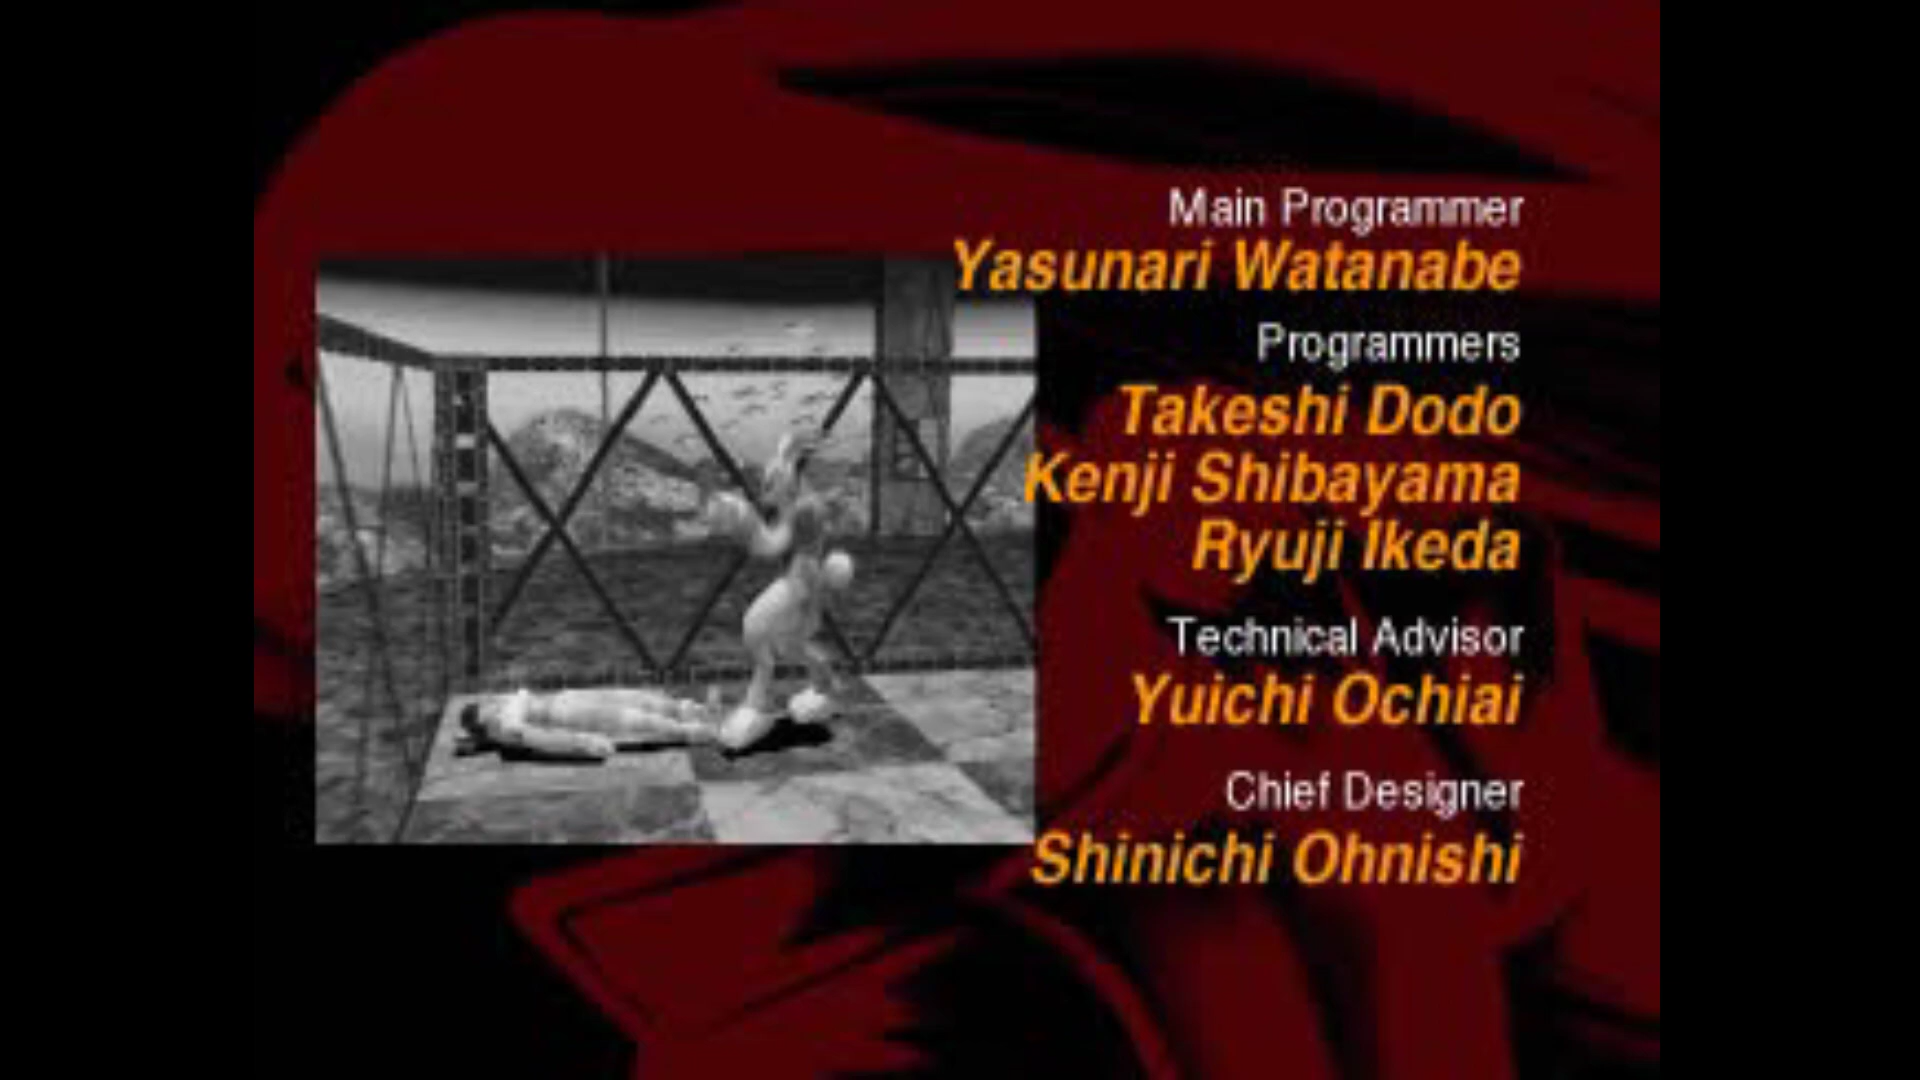 Main Programmer
Yasunari Watanabe
Programmers
Takeshi Dodo
Kenji Shibayama
Ryuji Ikeda
Technical Advisor
Yuichi Ochiai
Chief Designer
Shinichi Ohnishi